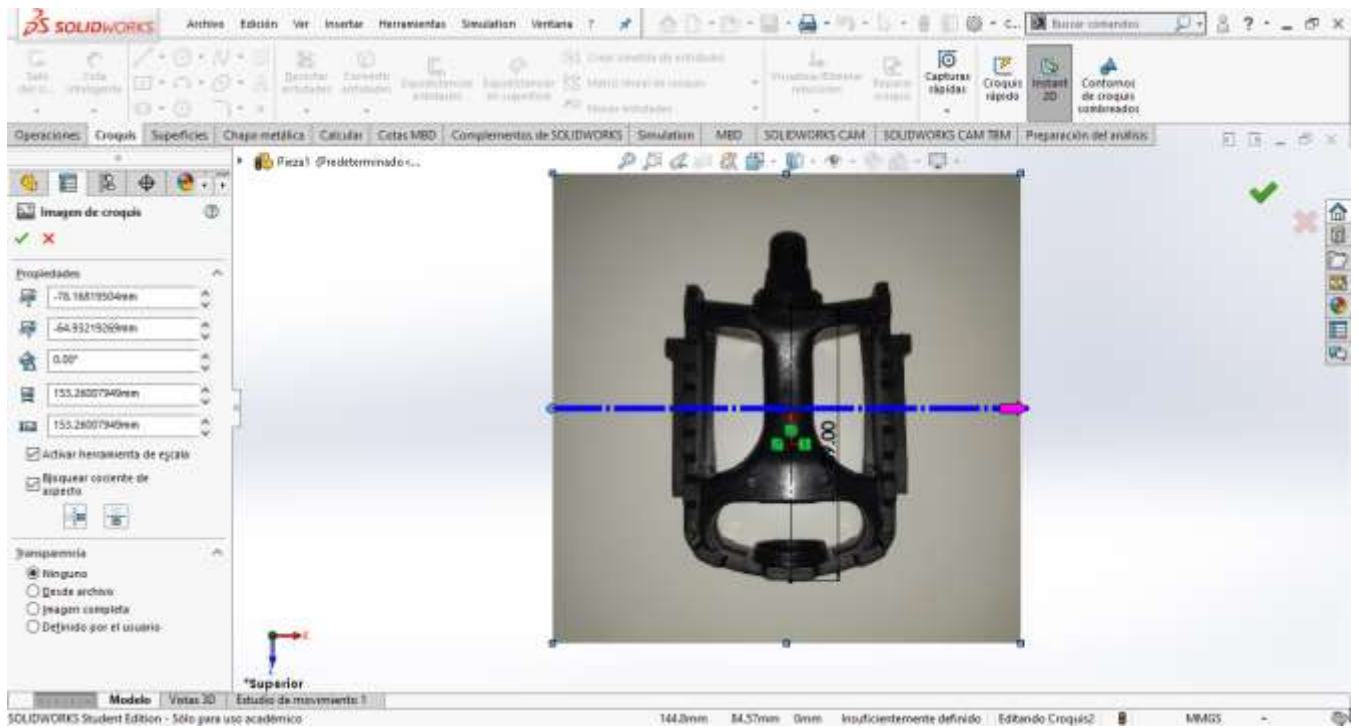 SOLIDWORKS
Archivo Edición Ver Insertar Herramientas Simulation Ventana ?
c...
Buscar comandos
Capturas rápidas
Croquis rápido
Instant 2D
Contornos de croquis sombreados
Operaciones Croquis Superficies Chapa metálica Calcular Cotas MBD Complementos de SOLIDWORKS Simulation MBD SOLIDWORKS CAM SOLIDWORKS CAM TBM Preparación del análisis
Pieza1 (Predeterminado<...
Imagen de croquis
Propiedades
-78.16819504mm
-64.93219269mm
0.00°
153.26007949mm
153.26007949mm
Activar herramienta de escala
Bloquear cociente de aspecto
Transparencia
Ninguno
Desde archivo
Imagen completa
Definido por el usuario
*Superior
Modelo Vistas 3D Estudio de movimiento 1
SOLIDWORKS Student Edition - Sólo para uso académico
144.8mm 84.57mm 0mm Insuficientemente definido Editando Croquis2 MMGS